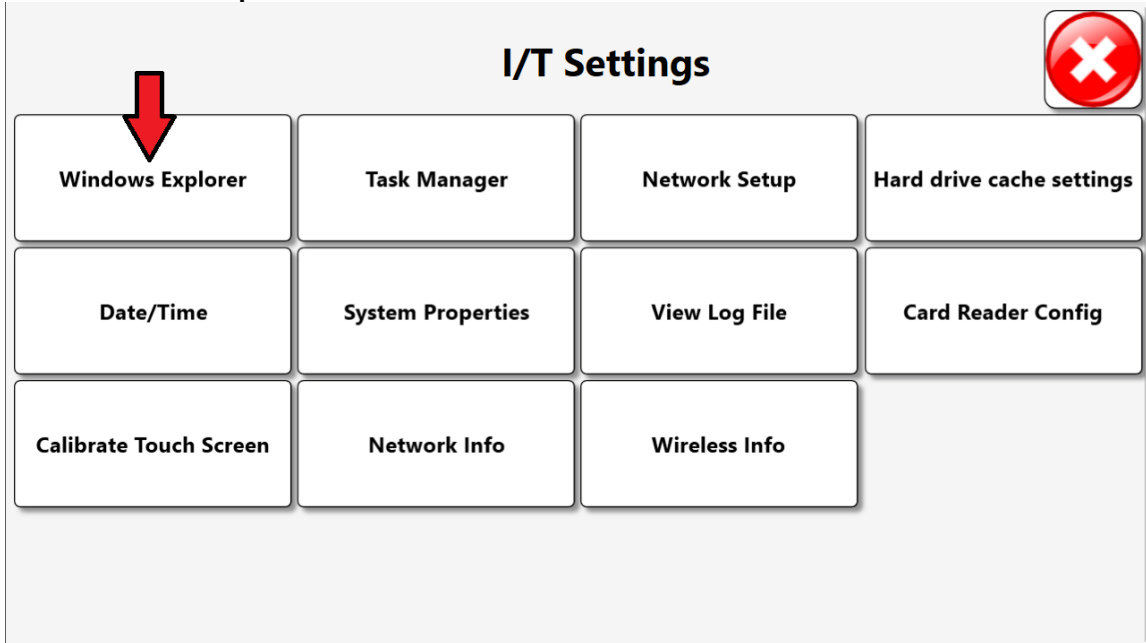 I/T Settings
Windows Explorer
Task Manager
Network Setup
Hard drive cache settings
Date/Time
System Properties
View Log File
Card Reader Config
Calibrate Touch Screen
Network Info
Wireless Info